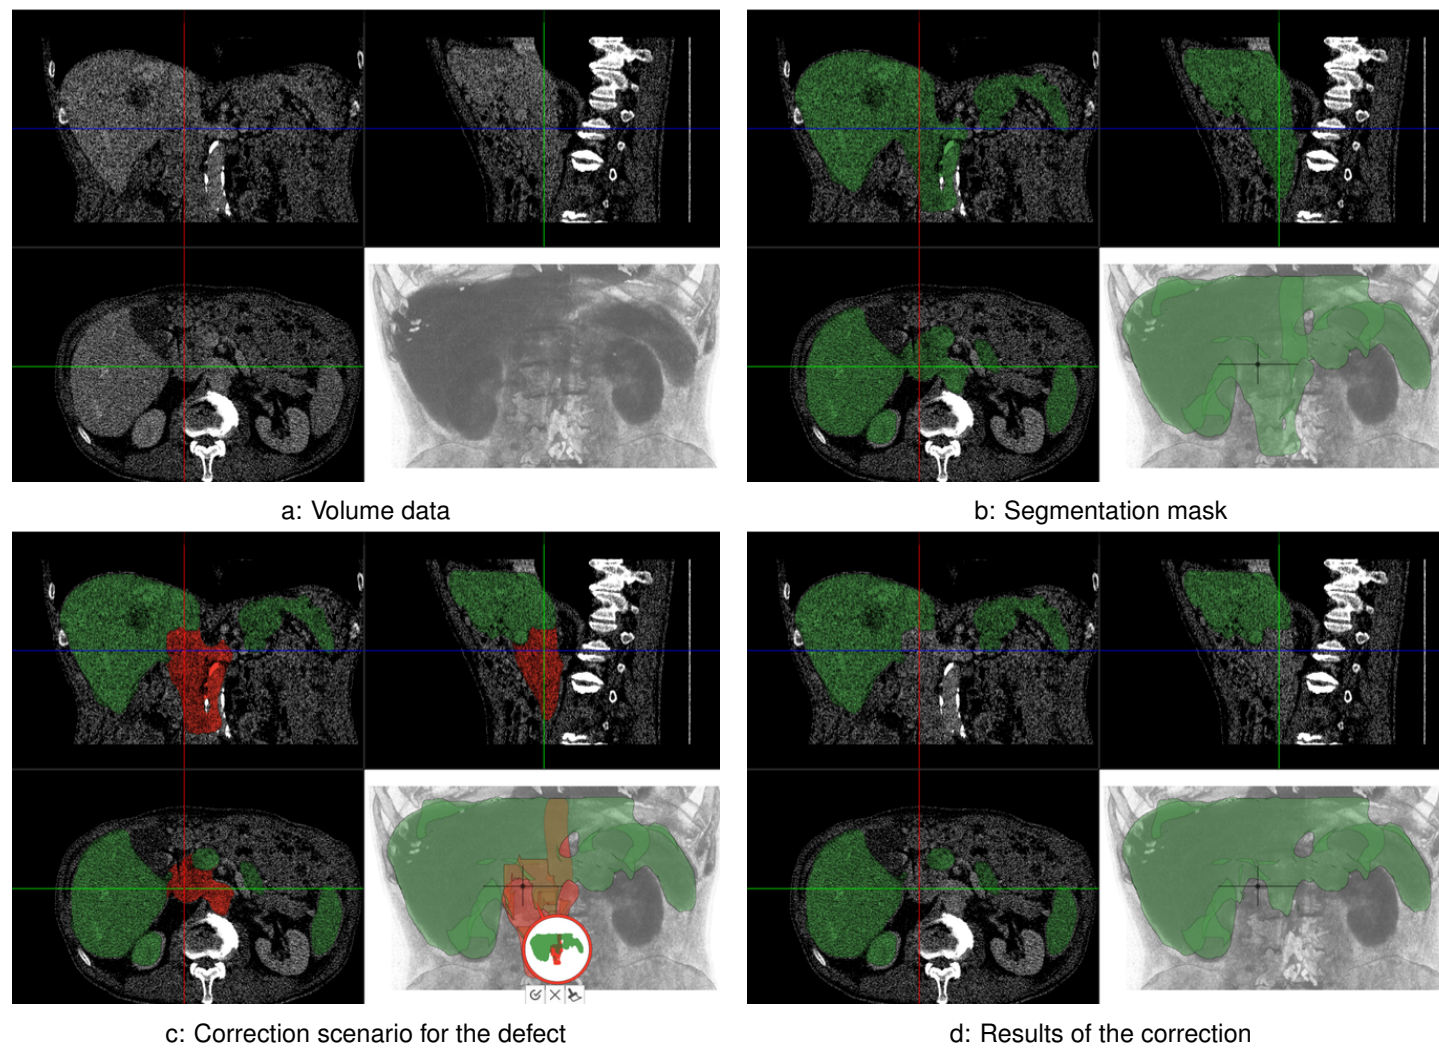 a: Volume data
b: Segmentation mask
c: Correction scenario for the defect
d: Results of the correction